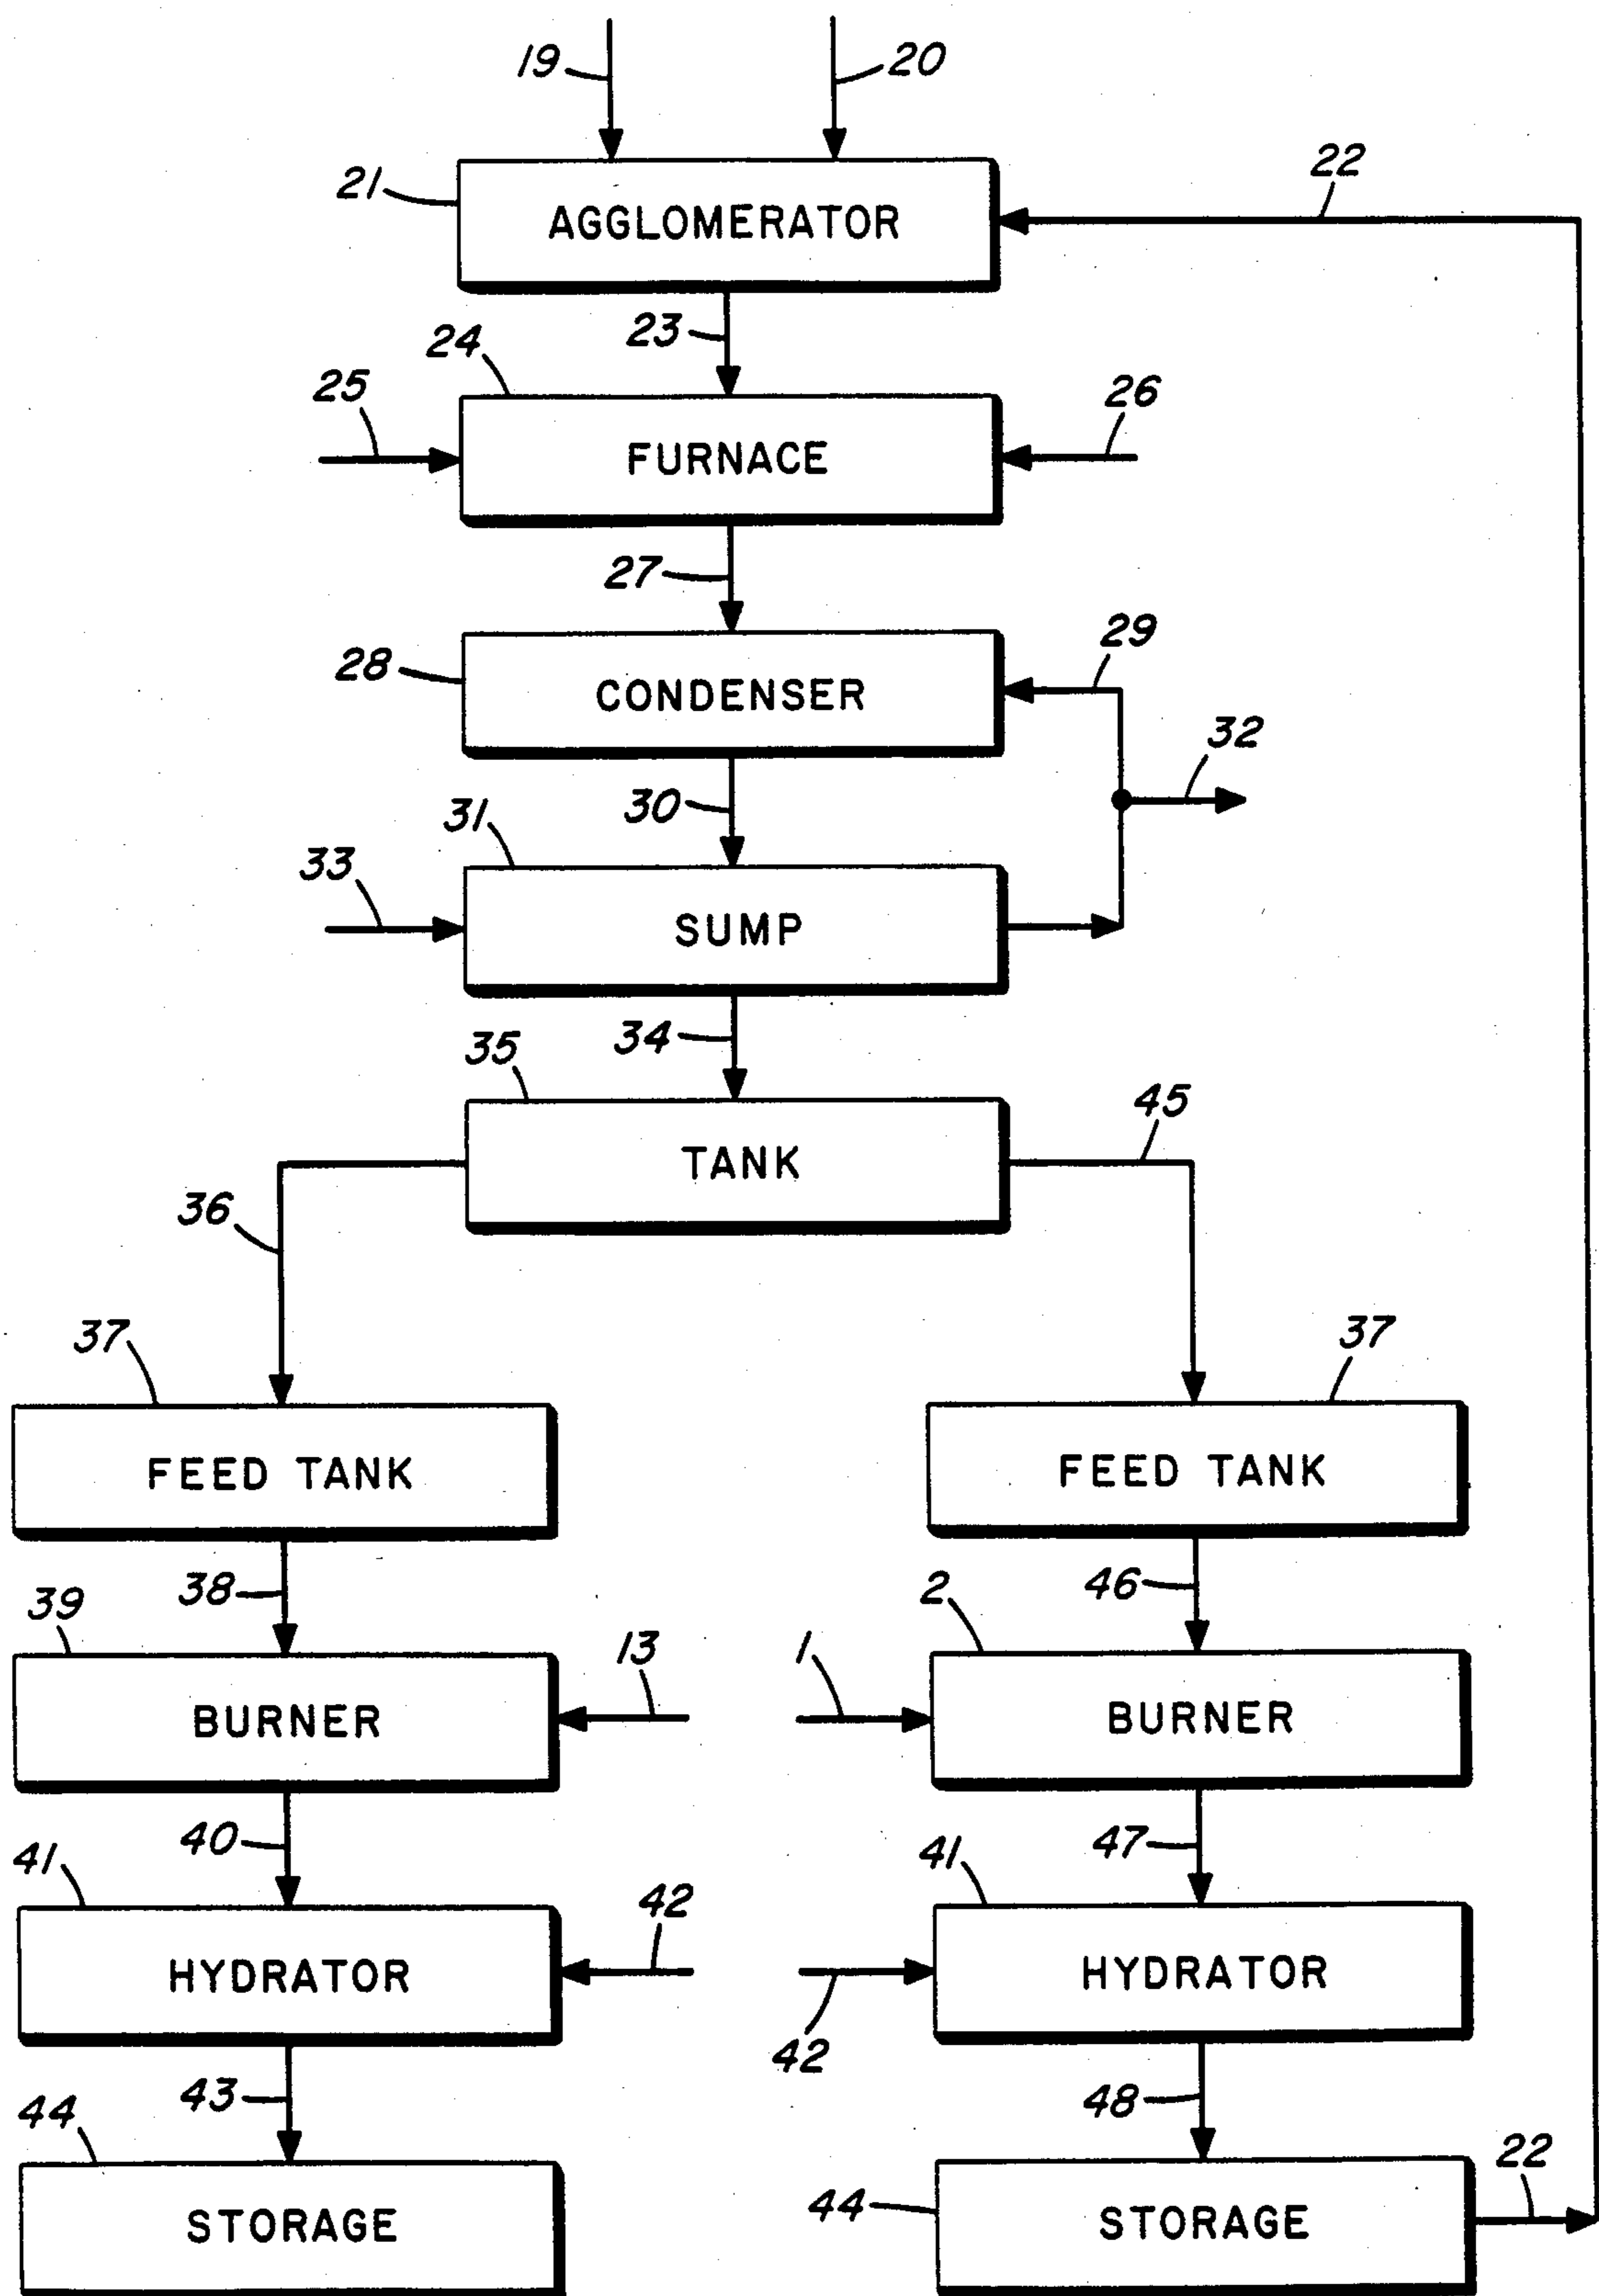 19
20
21
AGGLOMERATOR
22
23
24
25
FURNACE
26
27
28
CONDENSER
29
32
30
31
33
SUMP
34
35
TANK
45
36
37
FEED TANK
37
FEED TANK
38
46
39
BURNER
13
1
2
BURNER
40
47
41
HYDRATOR
42
42
41
HYDRATOR
43
48
44
STORAGE
44
STORAGE
22